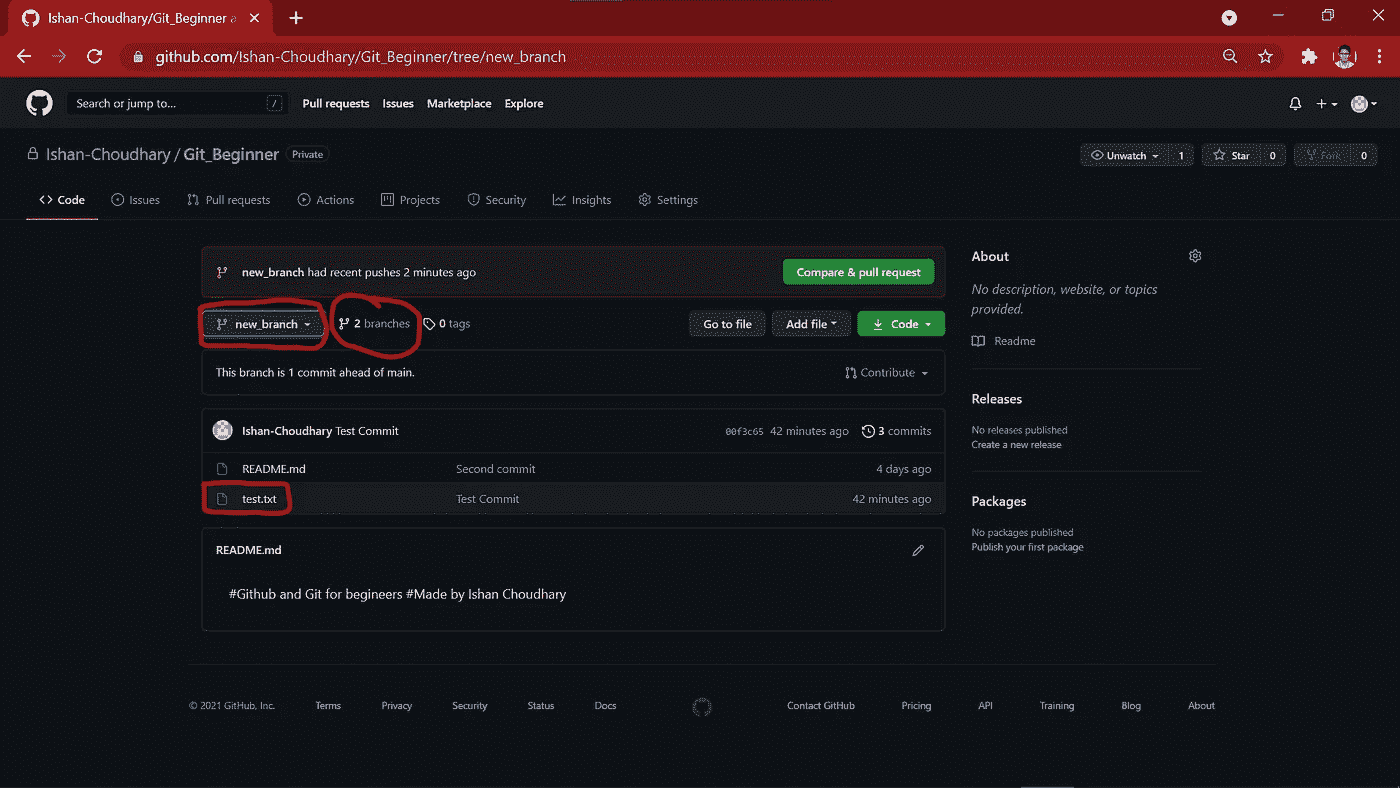 Ishan-Choudhary/Git_Beginner a
github.com/Ishan-Choudhary/Git_Beginner/tree/new_branch
Search or jump to... / Pull requests Issues Marketplace Explore
Ishan-Choudhary / Git_Beginner Private
Unwatch 1 Star 0 Fork 0
Code Issues Pull requests Actions Projects Security Insights Settings
new_branch had recent pushes 2 minutes ago Compare & pull request
new_branch 2 branches 0 tags Go to file Add file Code
This branch is 1 commit ahead of main. Contribute
Ishan-Choudhary Test Commit 00f3c65 42 minutes ago 3 commits
README.md Second commit 4 days ago
test.txt Test Commit 42 minutes ago
README.md
#Github and Git for begineers #Made by Ishan Choudhary
About
No description, website, or topics
provided.
Readme
Releases
No releases published
Create a new release
Packages
No packages published
Publish your first package
© 2021 GitHub, Inc. Terms Privacy Security Status Docs Contact GitHub Pricing API Training Blog About